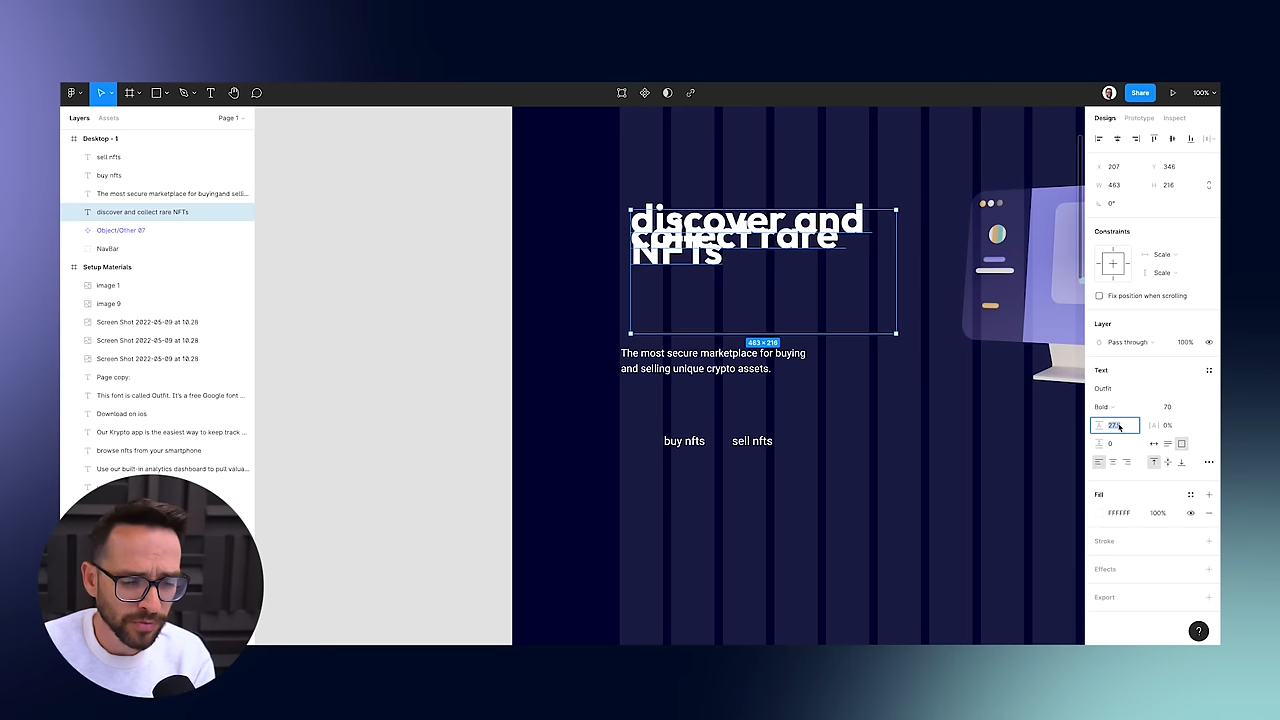 Share
100%
Layers
Assets
Page 1
Desktop - 1
sell nfts
buy nfts
The most secure marketplace for buyingand selli...
discover and collect rare NFTs
Object/Other 07
NavBar
Setup Materials
image 1
image 9
Screen Shot 2022-05-09 at 10.28
Screen Shot 2022-05-09 at 10.28
Screen Shot 2022-05-09 at 10.28
Page copy:
This font is called Outfit. It's a free Google font ...
Download on ios
Our Krypto app is the easiest way to keep track ...
browse nfts from your smartphone
Use our built-in analytics dashboard to pull valua...
discover and
collect rare
NFTs
463 × 216
The most secure marketplace for buying
and selling unique crypto assets.
buy nfts
sell nfts
Design
Prototype
Inspect
X 207
Y 346
W 463
H 216
0°
Constraints
Scale
Scale
Fix position when scrolling
Layer
Pass through
100%
Text
Outfit
Bold
70
0%
0
Fill
FFFFFF
100%
Stroke
Effects
Export
?